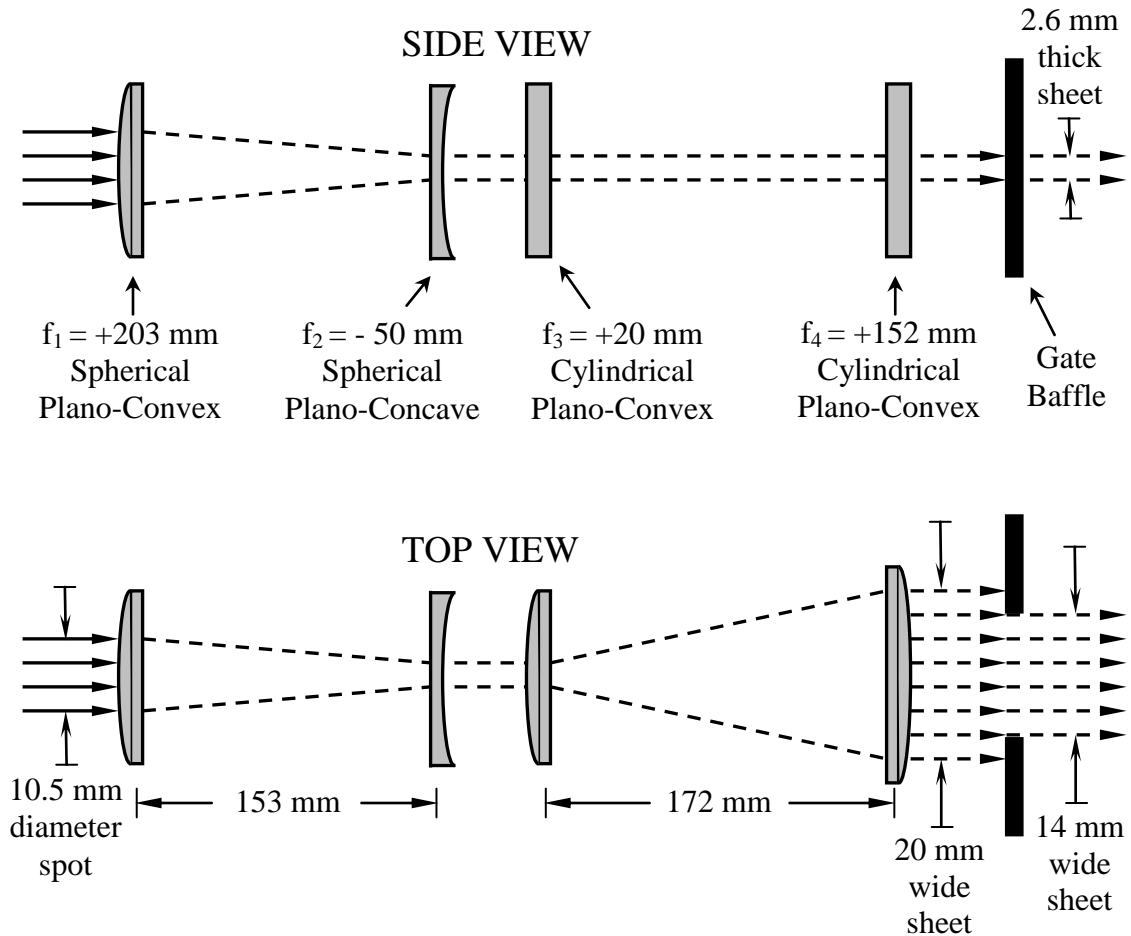 SIDE VIEW
2.6 mm
thick
sheet
f1 = +203 mm
Spherical
Plano-Convex
f2 = - 50 mm
Spherical
Plano-Concave
f3 = +20 mm
Cylindrical
Plano-Convex
f4 = +152 mm
Cylindrical
Plano-Convex
Gate
Baffle
TOP VIEW
10.5 mm
diameter
spot
153 mm
172 mm
20 mm
wide
sheet
14 mm
wide
sheet